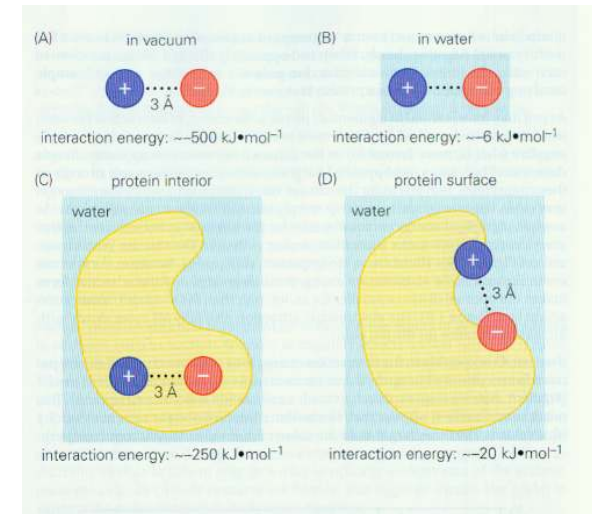 (A) in vacuum
+ −
3 Å
interaction energy: ~−500 kJ•mol⁻¹
(B) in water
+ −
interaction energy: ~−6 kJ•mol⁻¹
(C) protein interior
water
+ −
3 Å
interaction energy: ~−250 kJ•mol⁻¹
(D) protein surface
water
+
3 Å
−
interaction energy: ~−20 kJ•mol⁻¹